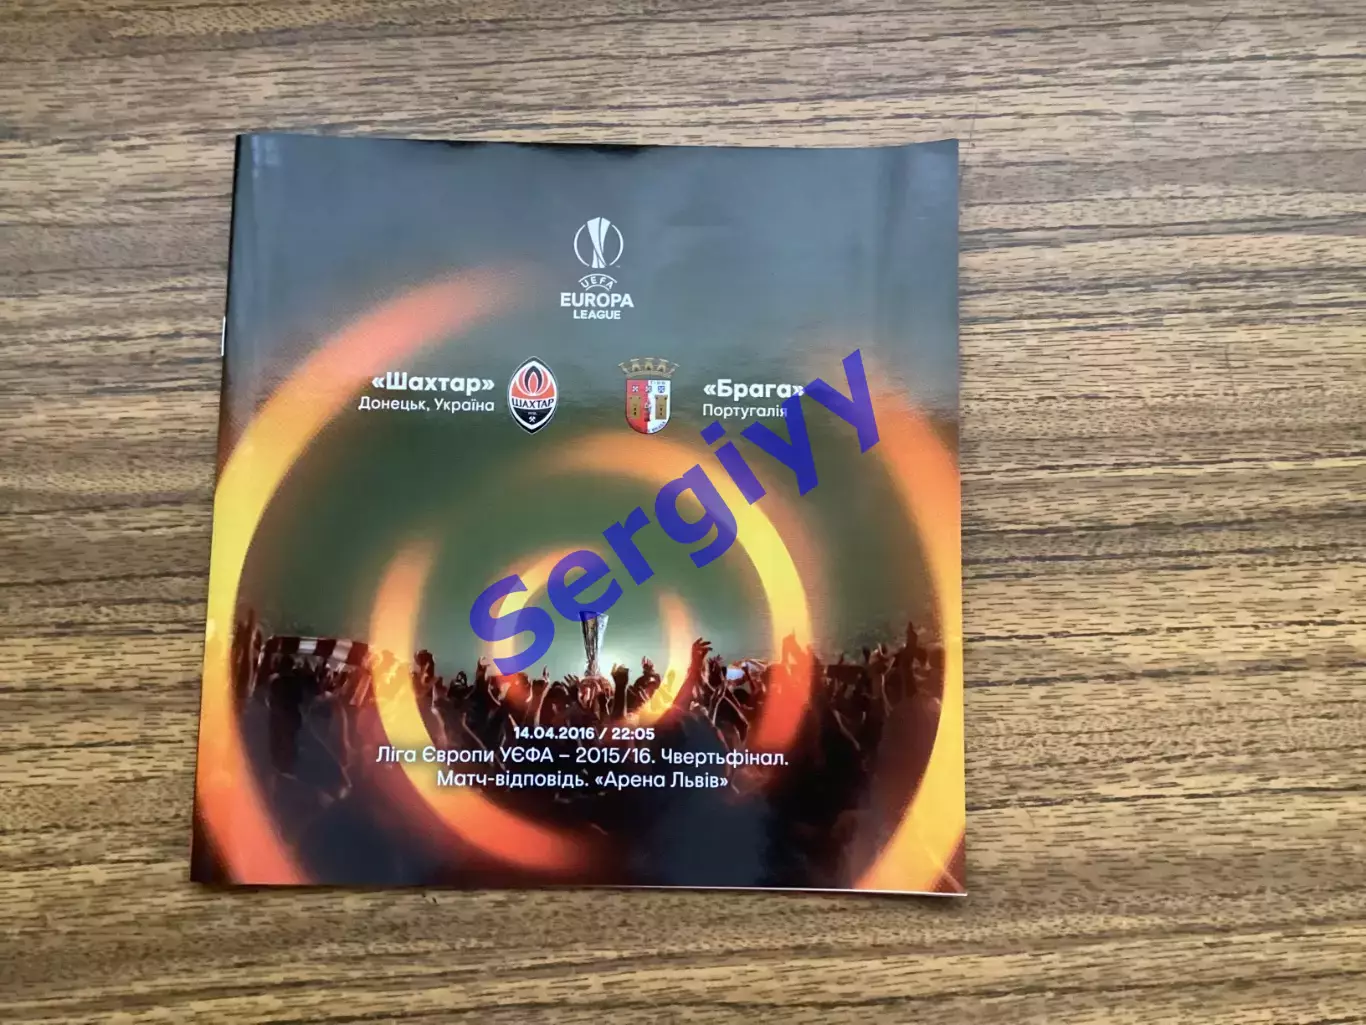 UEFA
EUROPA
LEAGUE
«Шахтар»
Донецьк, Україна
ШАХТАР
«Брага»
Португалія
Sergiyy
14.04.2016 / 22:05
Ліга Європи УЄФА – 2015/16. Чвертьфінал.
Матч-відповідь. «Арена Львів»